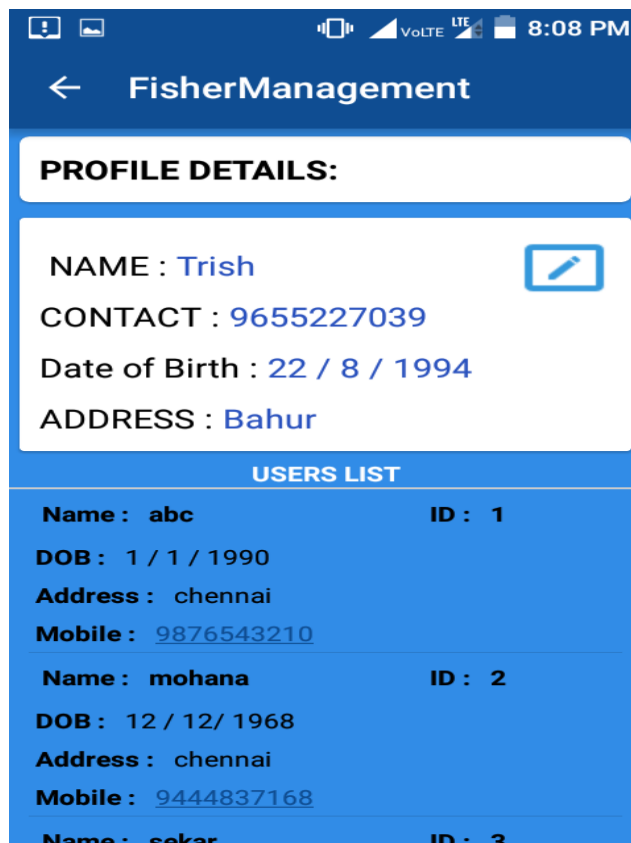 VoLTE LTE 8:08 PM
FisherManagement
PROFILE DETAILS:
NAME : Trish
CONTACT : 9655227039
Date of Birth : 22 / 8 / 1994
ADDRESS : Bahur
USERS LIST
Name : abc ID : 1
DOB : 1 / 1 / 1990
Address : chennai
Mobile : 9876543210
Name : mohana ID : 2
DOB : 12 / 12/ 1968
Address : chennai
Mobile : 9444837168
Name : sekar ID : 3